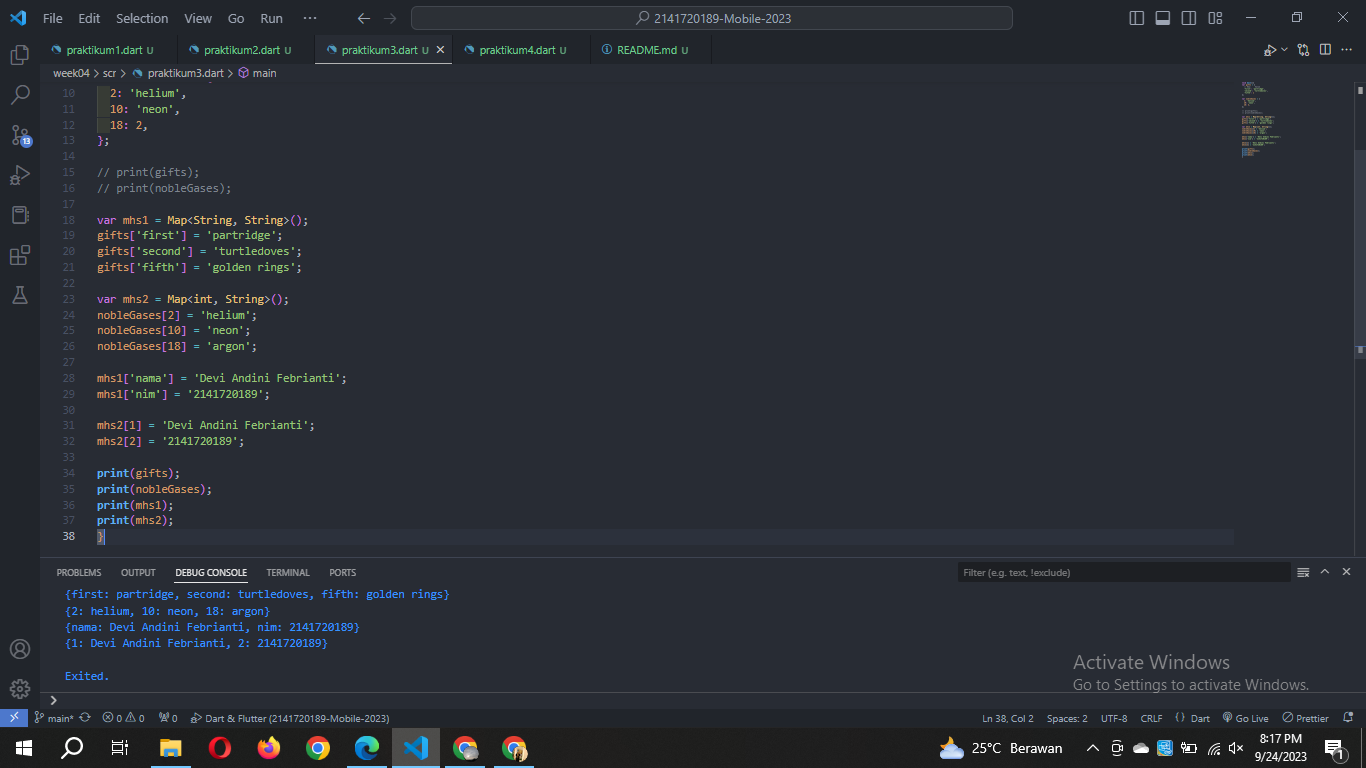 File Edit Selection View Go Run ··· 2141720189-Mobile-2023
praktikum1.dart U praktikum2.dart U praktikum3.dart U praktikum4.dart U README.md U
week04 > scr > praktikum3.dart > main
10 2: 'helium',
11 10: 'neon',
12 18: 2,
13 };
14
15 // print(gifts);
16 // print(nobleGases);
17
18 var mhs1 = Map<String, String>();
19 gifts['first'] = 'partridge';
20 gifts['second'] = 'turtledoves';
21 gifts['fifth'] = 'golden rings';
22
23 var mhs2 = Map<int, String>();
24 nobleGases[2] = 'helium';
25 nobleGases[10] = 'neon';
26 nobleGases[18] = 'argon';
27
28 mhs1['nama'] = 'Devi Andini Febrianti';
29 mhs1['nim'] = '2141720189';
30
31 mhs2[1] = 'Devi Andini Febrianti';
32 mhs2[2] = '2141720189';
33
34 print(gifts);
35 print(nobleGases);
36 print(mhs1);
37 print(mhs2);
38 }
13
PROBLEMS OUTPUT DEBUG CONSOLE TERMINAL PORTS Filter (e.g. text, !exclude)
{first: partridge, second: turtledoves, fifth: golden rings}
{2: helium, 10: neon, 18: argon}
{nama: Devi Andini Febrianti, nim: 2141720189}
{1: Devi Andini Febrianti, 2: 2141720189}
Exited.
Activate Windows
Go to Settings to activate Windows.
main* 0 0 0 Dart & Flutter (2141720189-Mobile-2023) Ln 38, Col 2 Spaces: 2 UTF-8 CRLF {} Dart Go Live Prettier
25°C Berawan 8:17 PM
9/24/2023 1